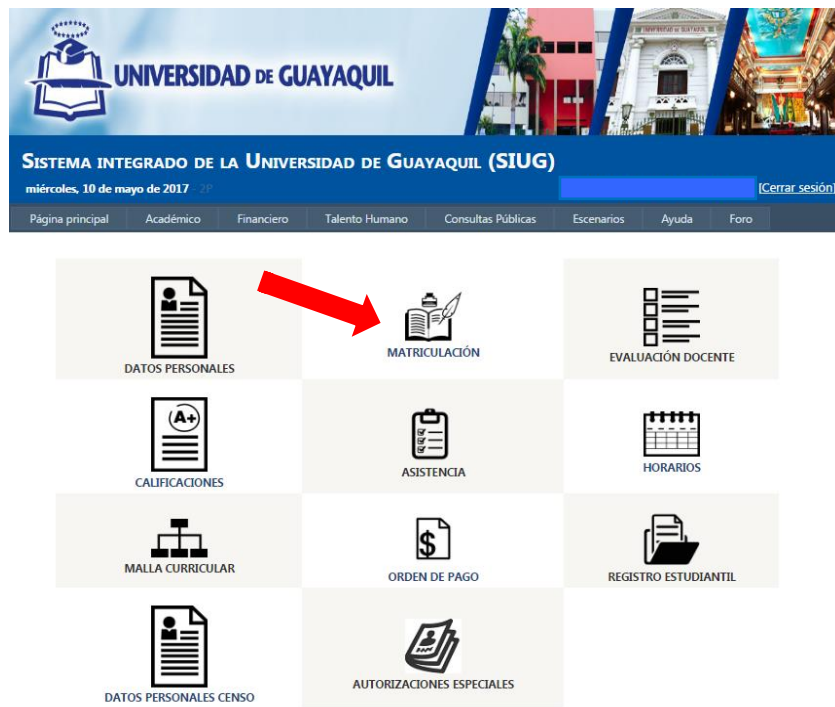 UNIVERSIDAD DE GUAYAQUIL
SISTEMA INTEGRADO DE LA UNIVERSIDAD DE GUAYAQUIL (SIUG)
miércoles, 10 de mayo de 2017 - 2P
[Cerrar sesión]
Página principal Académico Financiero Talento Humano Consultas Públicas Escenarios Ayuda Foro
DATOS PERSONALES
MATRICULACIÓN
EVALUACIÓN DOCENTE
A+
CALIFICACIONES
ASISTENCIA
HORARIOS
MALLA CURRICULAR
$
ORDEN DE PAGO
REGISTRO ESTUDIANTIL
DATOS PERSONALES CENSO
AUTORIZACIONES ESPECIALES